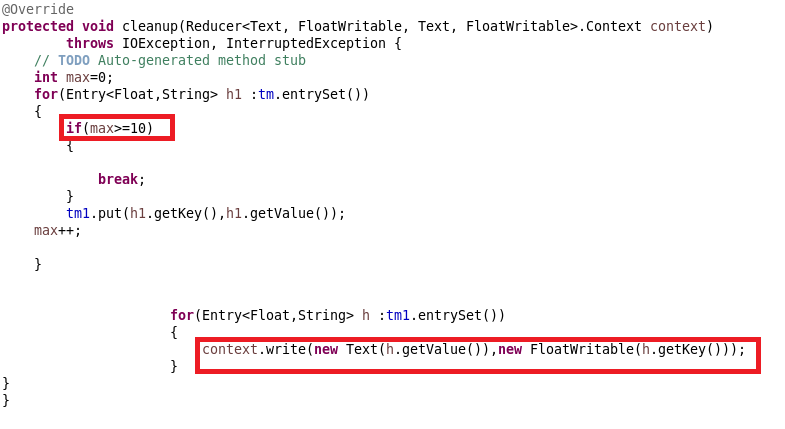 @Override
protected void cleanup(Reducer<Text, FloatWritable, Text, FloatWritable>.Context context)
throws IOException, InterruptedException {
// TODO Auto-generated method stub
int max=0;
for(Entry<Float,String> h1 :tm.entrySet())
{
if(max>=10)
{
break;
}
tm1.put(h1.getKey(),h1.getValue());
max++;
}
for(Entry<Float,String> h :tm1.entrySet())
{
context.write(new Text(h.getValue()),new FloatWritable(h.getKey()));
}
}
}